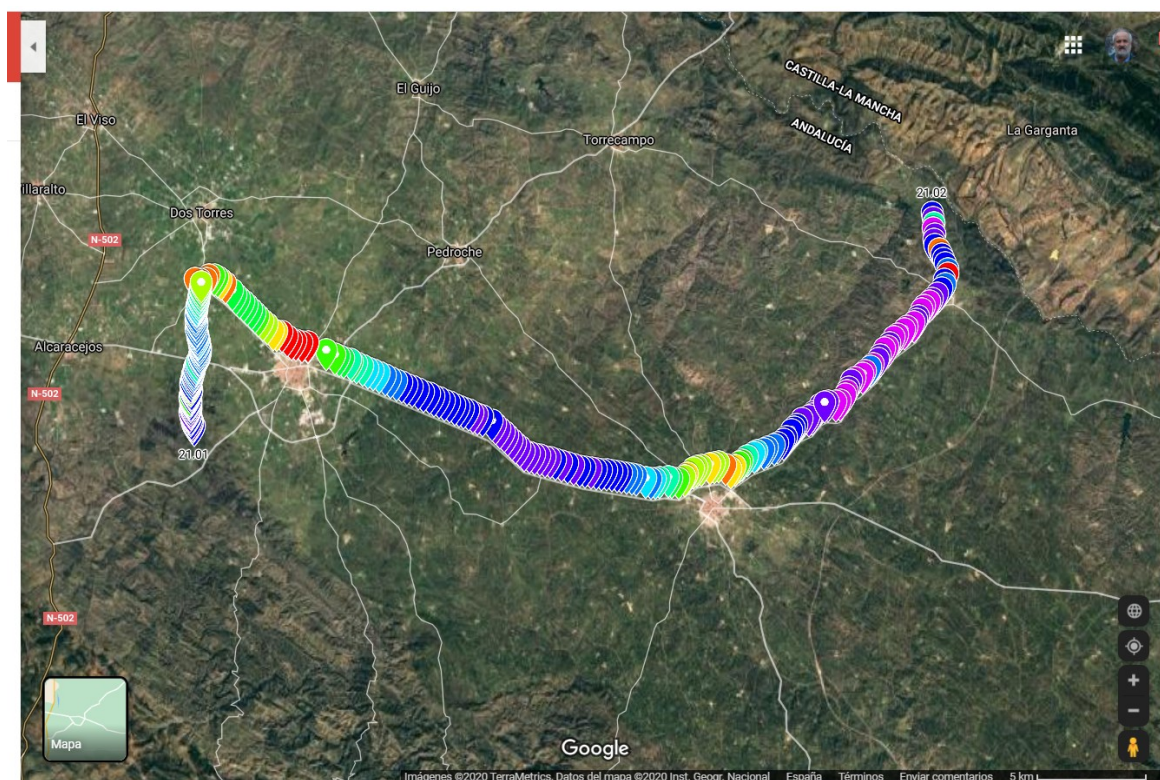 CASTILLA-LA MANCHA
El Guijo
El Viso
La Garganta
ANDALUCÍA
Torrecampo
illaralto
21.02
Dos Torres
N-502
Pedroche
Alcaracejos
N-502
21.01
N-502
Mapa
Google
Imágenes ©2020 TerraMetrics, Datos del mapa ©2020 Inst. Geogr. Nacional España Términos Enviar comentarios 5 km